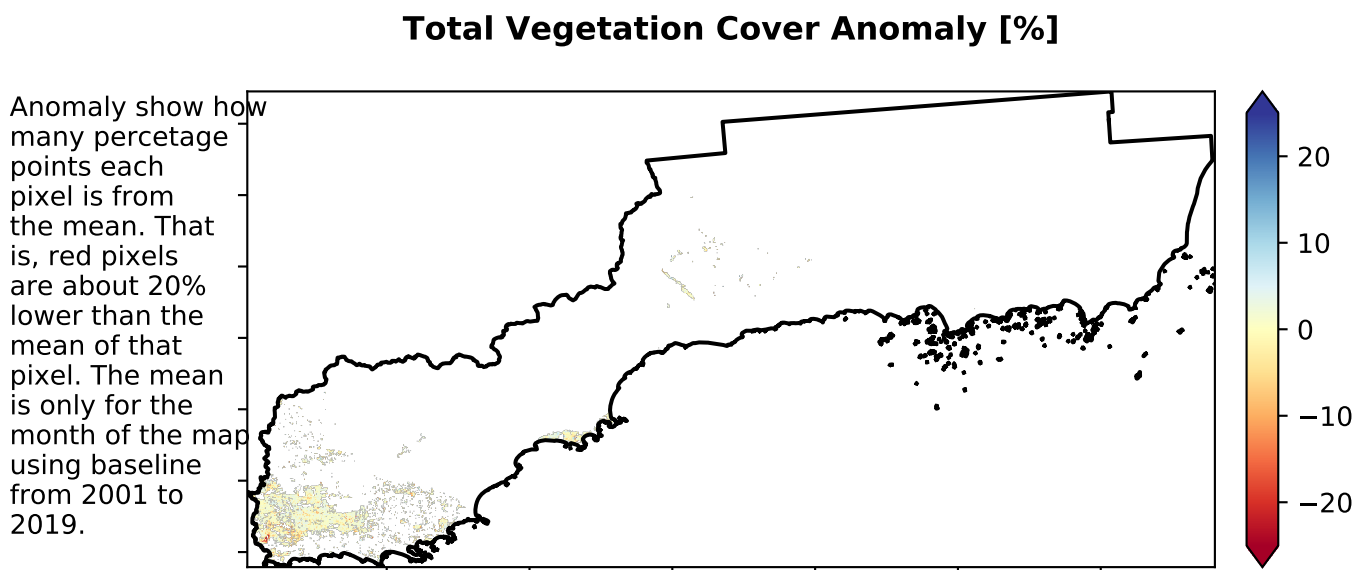 Total Vegetation Cover Anomaly [%]
Anomaly show how
many percetage
points each
pixel is from
the mean. That
is, red pixels
are about 20%
lower than the
mean of that
pixel. The mean
is only for the
month of the map
using baseline
from 2001 to
2019.
20
10
0
−10
−20